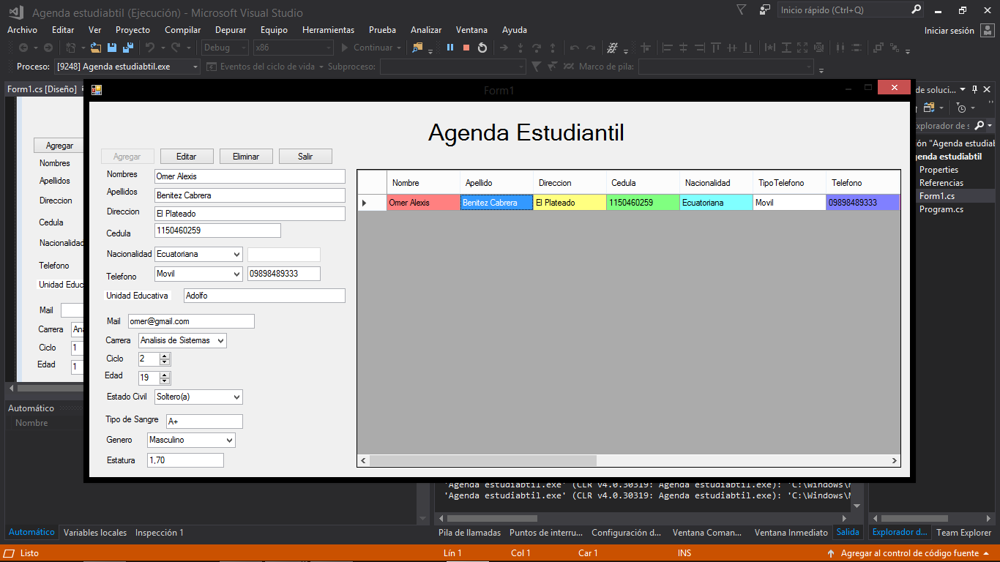 Agenda estudiabtil (Ejecución) - Microsoft Visual Studio
Inicio rápido (Ctrl+Q)
Archivo Editar Ver Proyecto Compilar Depurar Equipo Herramientas Prueba Analizar Ventana Ayuda
Iniciar sesión
Debug x86 Continuar
Proceso: [9248] Agenda estudiabtil.exe Eventos del ciclo de vida Subproceso: Marco de pila:
Form1.cs [Diseño]
Form1
de soluci...
Agenda Estudiantil
Agregar
Agregar Editar Eliminar Salir
Nombres
Apellidos
Direccion
Cedula
Nacionalidad
Telefono
Unidad Educ
Mail
Carrera
Ciclo 1
Edad 1
Nombres Omer Alexis
Apellidos Benitez Cabrera
Direccion El Plateado
Cedula 1150460259
Nacionalidad Ecuatoriana
Telefono Movil 09898489333
Unidad Educativa Adolfo
Mail omer@gmail.com
Carrera Analisis de Sistemas
Ciclo 2
Edad 19
Estado Civil Soltero(a)
Tipo de Sangre A+
Genero Masculino
Estatura 1,70
Nombre Apellido Direccion Cedula Nacionalidad TipoTelefono Telefono
Omer Alexis Benitez Cabrera El Plateado 1150460259 Ecuatoriana Movil 09898489333
xplorador de s
ón "Agenda estudiab
genda estudiabtil
Properties
Referencias
Form1.cs
Program.cs
Automático
Nombre
'Agenda estudiabtil.exe' (CLR v4.0.30319: Agenda estudiabtil.exe): 'C:\Windows\M
'Agenda estudiabtil.exe' (CLR v4.0.30319: Agenda estudiabtil.exe): 'C:\Windows\M
Automático Variables locales Inspección 1
Pila de llamadas Puntos de interru... Configuración d... Ventana Coman... Ventana Inmediato Salida
Explorador d... Team Explorer
Listo Lín 1 Col 1 Car 1 INS Agregar al control de código fuente